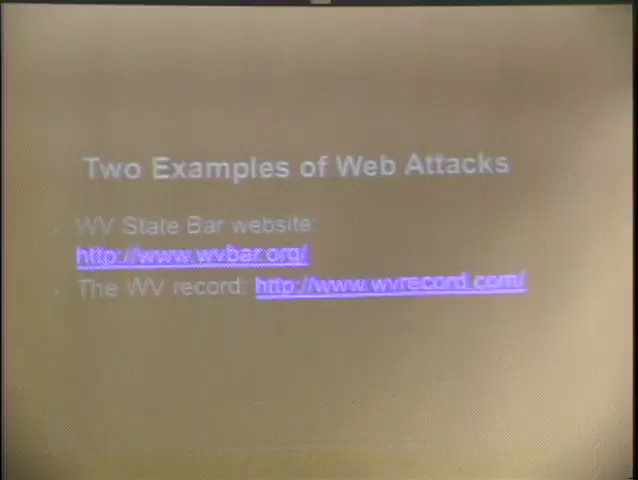 Two Examples of Web Attacks
WV State Bar website:
http://www.wvbar.org/
The WV record: http://www.wvrecord.com/